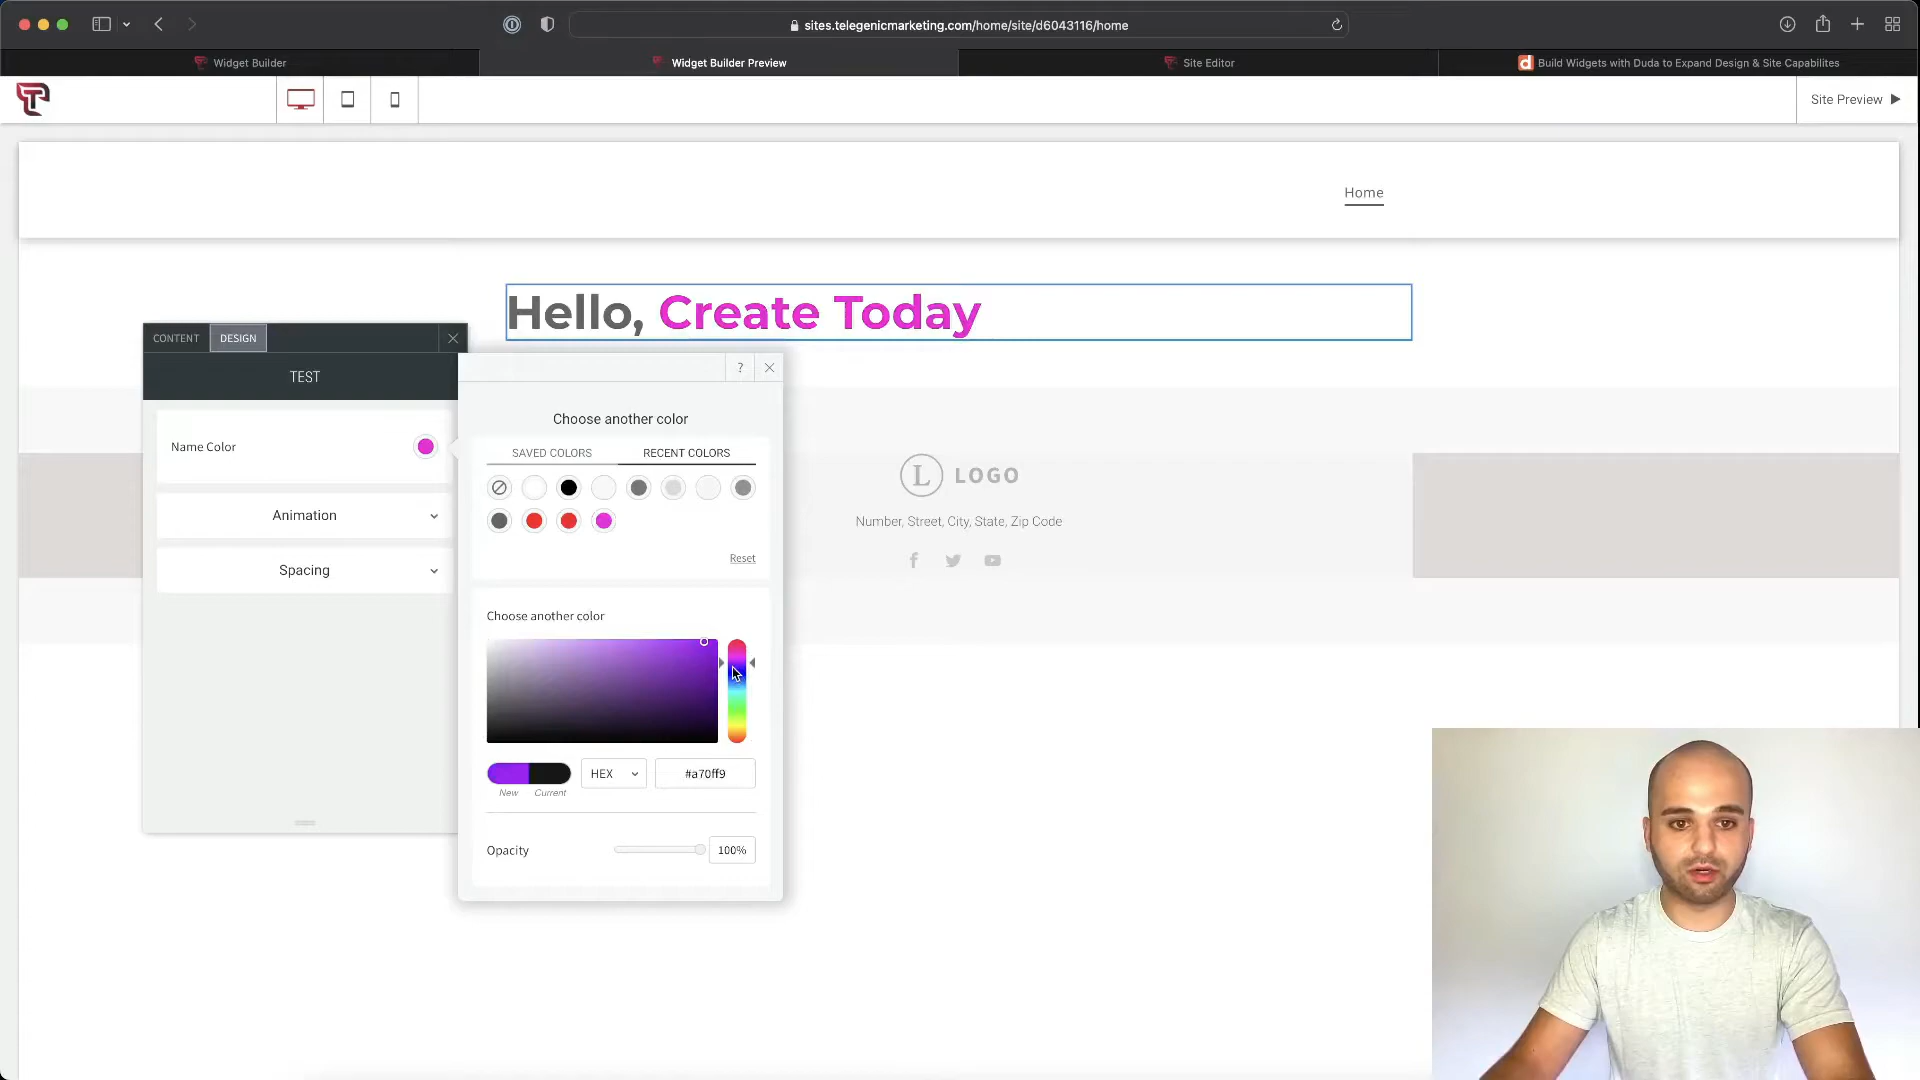 sites.telegenicmarketing.com/home/site/d6043116/home
Widget Builder
Widget Builder Preview
Site Editor
d Build Widgets with Duda to Expand Design & Site Capabilites
Site Preview
Home
Hello, Create Today
CONTENT
DESIGN
TEST
Name Color
Animation
Spacing
?
Choose another color
SAVED COLORS
RECENT COLORS
Reset
Choose another color
HEX
#a70ff9
New
Current
Opacity
100%
L LOGO
Number, Street, City, State, Zip Code